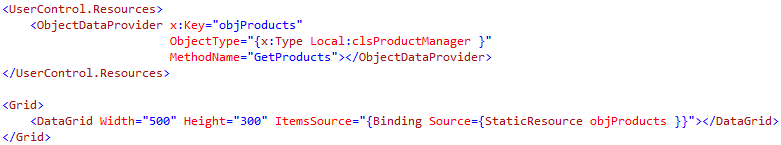 <UserControl.Resources>
    <ObjectDataProvider x:Key="objProducts"
                        ObjectType="{x:Type Local:clsProductManager }"
                        MethodName="GetProducts"></ObjectDataProvider>
</UserControl.Resources>

<Grid>
    <DataGrid Width="500" Height="300" ItemsSource="{Binding Source={StaticResource objProducts }}"></DataGrid>
</Grid>